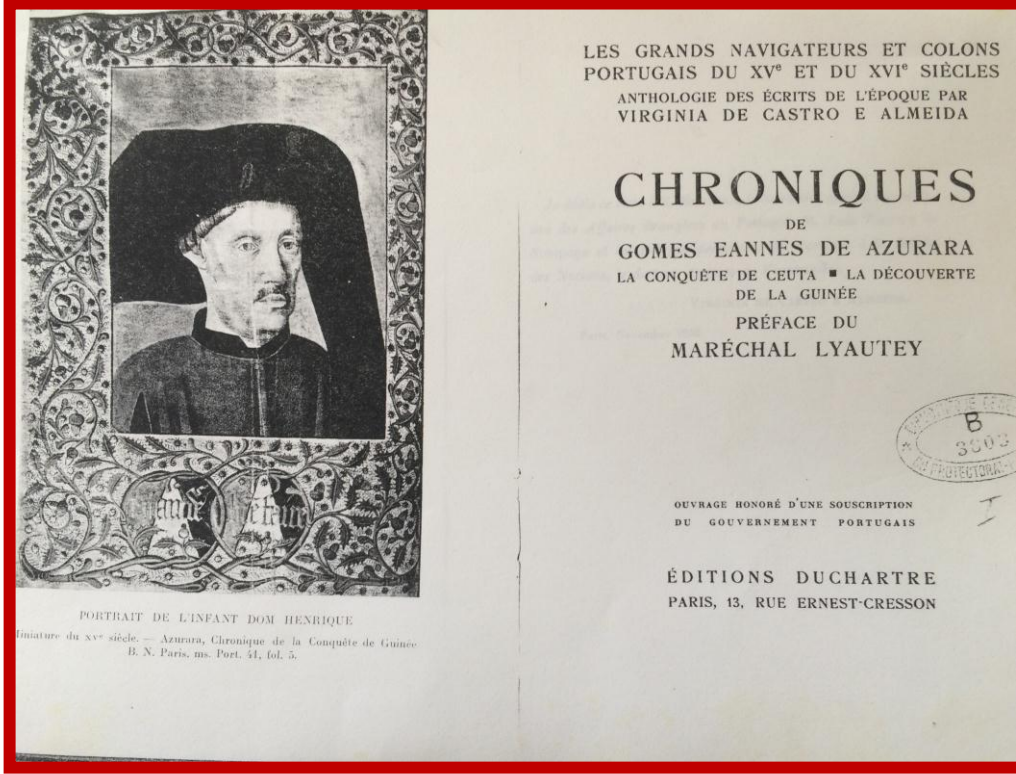 PORTRAIT DE L'INFANT DOM HENRIQUE
Miniature du XVe siècle. — Azurara, Chronique de la Conquête de Guinée
B. N. Paris, ms. Port. 41, fol. 5.
LES GRANDS NAVIGATEURS ET COLONS
PORTUGAIS DU XVe ET DU XVIe SIÈCLES
ANTHOLOGIE DES ÉCRITS DE L'ÉPOQUE PAR
VIRGINIA DE CASTRO E ALMEIDA
CHRONIQUES
DE
GOMES EANNES DE AZURARA
LA CONQUÊTE DE CEUTA ■ LA DÉCOUVERTE
DE LA GUINÉE
PRÉFACE DU
MARÉCHAL LYAUTEY
B
OUVRAGE HONORÉ D'UNE SOUSCRIPTION
DU GOUVERNEMENT PORTUGAIS
I
ÉDITIONS DUCHARTRE
PARIS, 13, RUE ERNEST-CRESSON